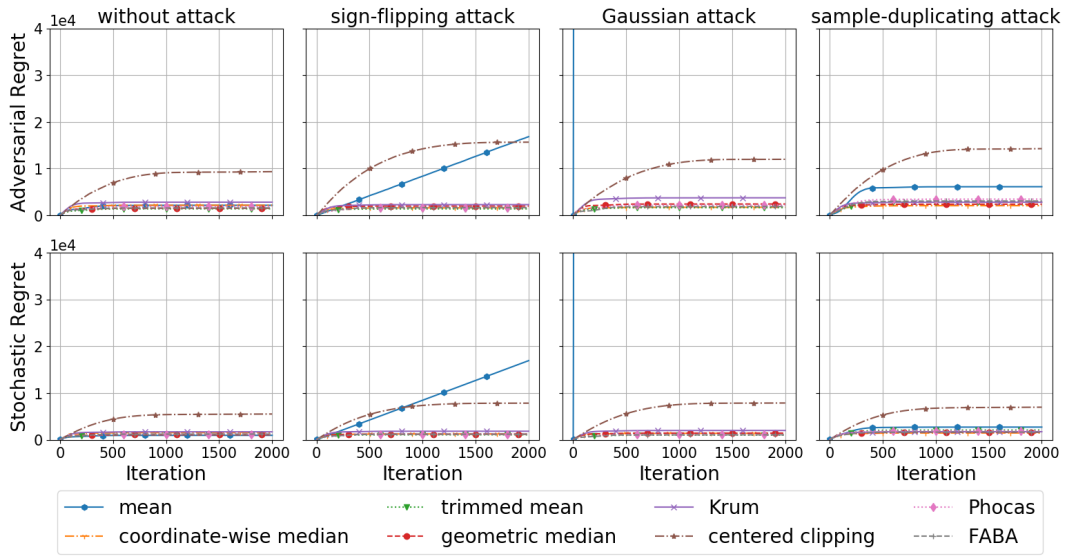 without attack
sign-flipping attack
Gaussian attack
sample-duplicating attack
1e4
Adversarial Regret
4
3
2
1
0
1e4
Stochastic Regret
4
3
2
1
0
0 500 1000 1500 2000
0 500 1000 1500 2000
0 500 1000 1500 2000
0 500 1000 1500 2000
Iteration
Iteration
Iteration
Iteration
mean
trimmed mean
Krum
Phocas
coordinate-wise median
geometric median
centered clipping
FABA